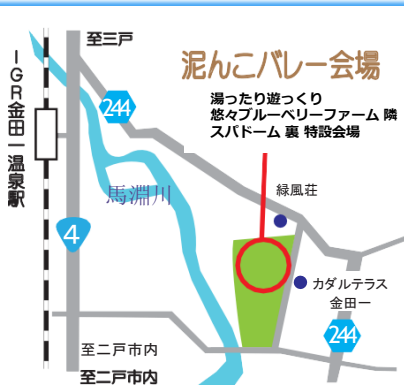 至三戸
泥んこバレー会場
IGR金田一温泉駅
244
湯ったり遊っくり
悠々ブルーベリーファーム 隣
スパドーム 裏 特設会場
緑風荘
馬淵川
4
カダルテラス
金田一
244
至二戸市内
至二戸市内